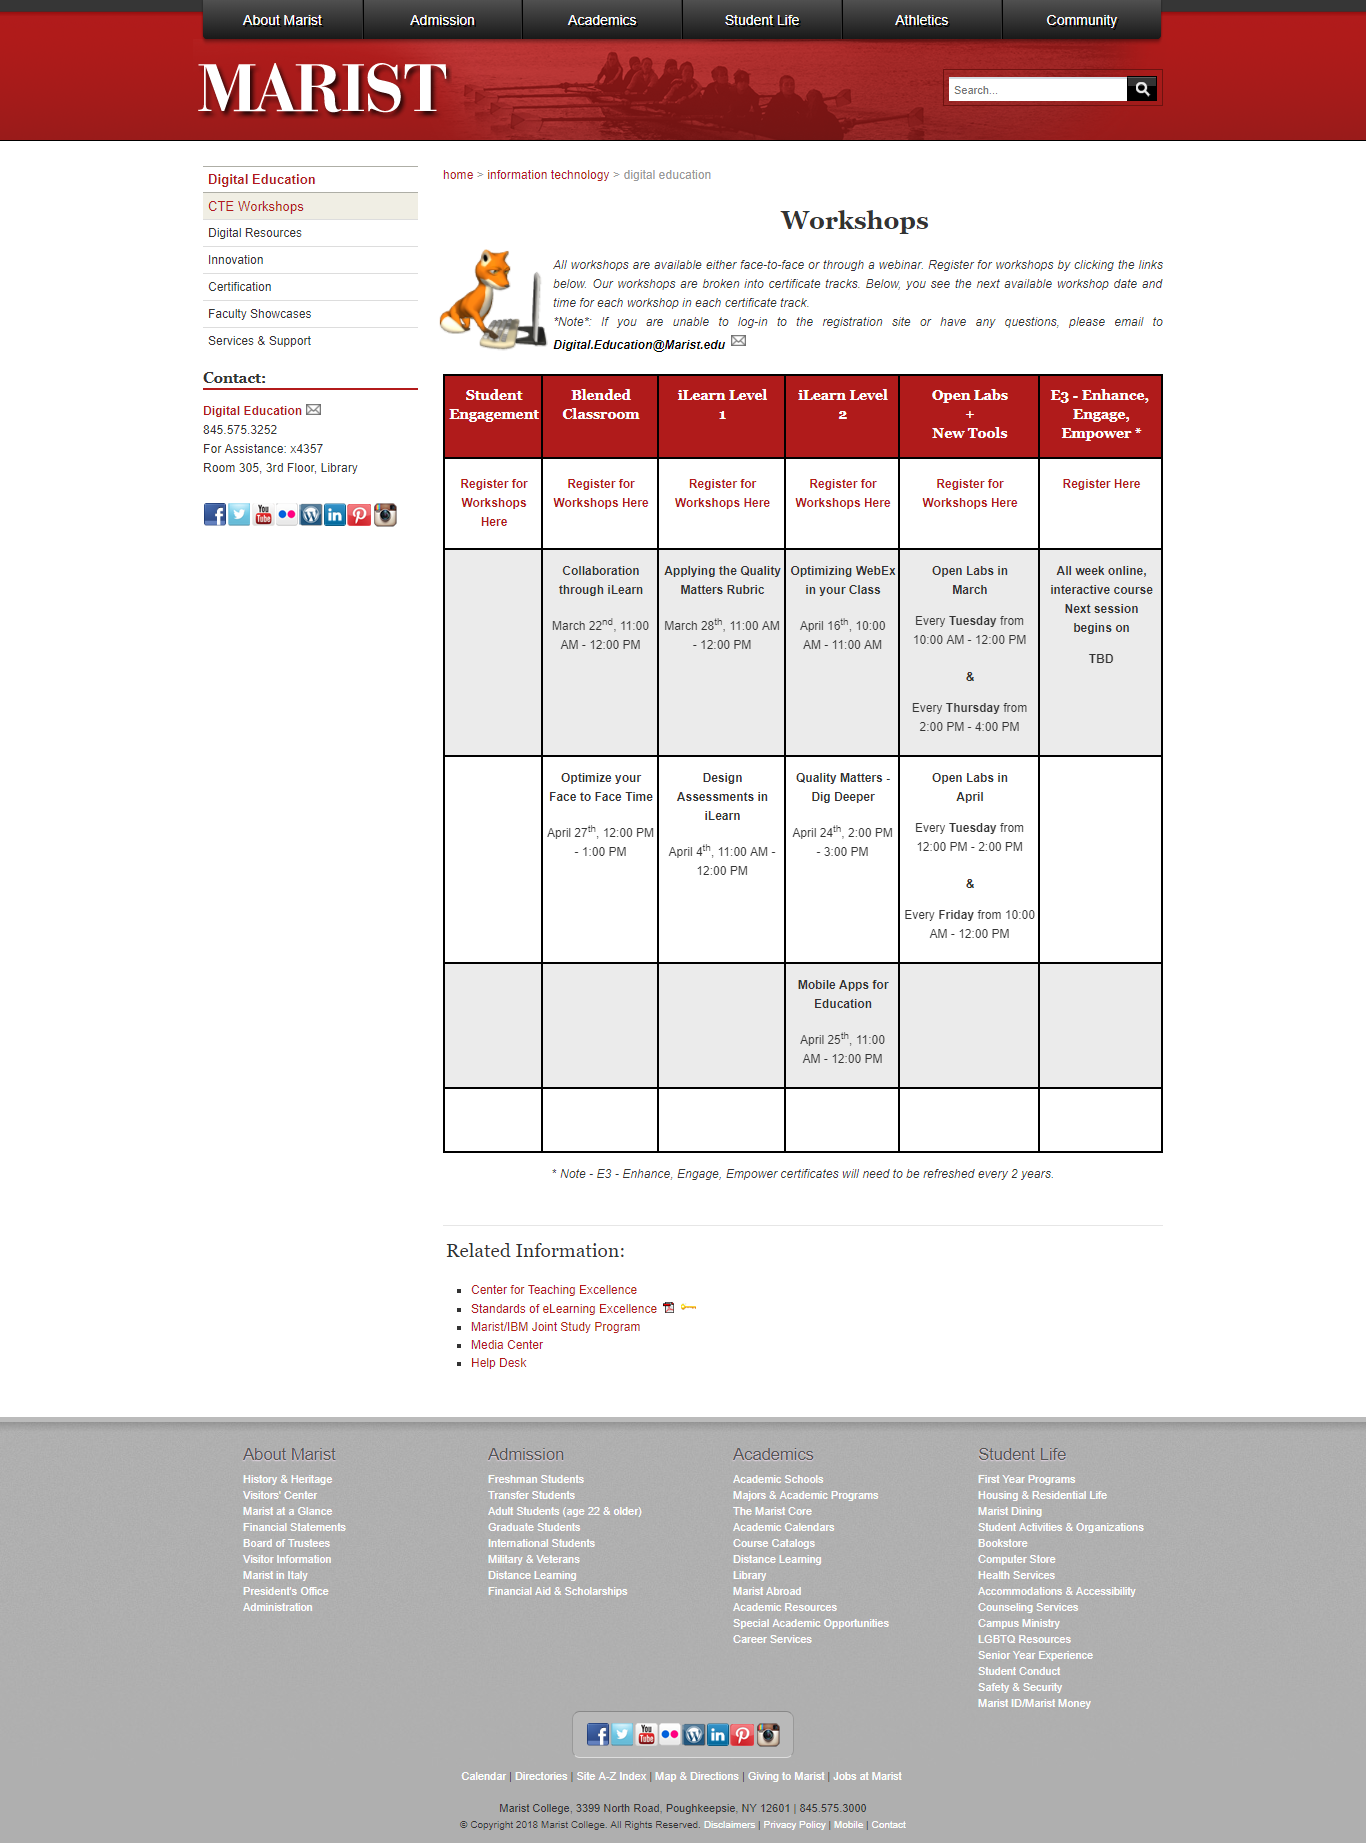 About Marist
Admission
Academics
Student Life
Athletics
Community
MARIST
Search...
Digital Education
CTE Workshops
Digital Resources
Innovation
Certification
Faculty Showcases
Services & Support
Contact:
Digital Education
845.575.3252
For Assistance: x4357
Room 305, 3rd Floor, Library
home > information technology > digital education
Workshops
All workshops are available either face-to-face or through a webinar. Register for workshops by clicking the links
below. Our workshops are broken into certificate tracks. Below, you see the next available workshop date and
time for each workshop in each certificate track.
*Note*: If you are unable to log-in to the registration site or have any questions, please email to
Digital.Education@Marist.edu
Student
Engagement
Blended
Classroom
iLearn Level
1
iLearn Level
2
Open Labs
+
New Tools
E3 - Enhance,
Engage,
Empower *
Register for
Workshops
Here
Register for
Workshops Here
Register for
Workshops Here
Register for
Workshops Here
Register for
Workshops Here
Register Here
Collaboration
through iLearn
March 22nd, 11:00
AM - 12:00 PM
Applying the Quality
Matters Rubric
March 28th, 11:00 AM
- 12:00 PM
Optimizing WebEx
in your Class
April 16th, 10:00
AM - 11:00 AM
Open Labs in
March
Every Tuesday from
10:00 AM - 12:00 PM
&
Every Thursday from
2:00 PM - 4:00 PM
All week online,
interactive course
Next session
begins on
TBD
Optimize your
Face to Face Time
April 27th, 12:00 PM
- 1:00 PM
Design
Assessments in
iLearn
April 4th, 11:00 AM -
12:00 PM
Quality Matters -
Dig Deeper
April 24th, 2:00 PM
- 3:00 PM
Open Labs in
April
Every Tuesday from
12:00 PM - 2:00 PM
&
Every Friday from 10:00
AM - 12:00 PM
Mobile Apps for
Education
April 25th, 11:00
AM - 12:00 PM
* Note - E3 - Enhance, Engage, Empower certificates will need to be refreshed every 2 years.
Related Information:
Center for Teaching Excellence
Standards of eLearning Excellence
Marist/IBM Joint Study Program
Media Center
Help Desk
About Marist
History & Heritage
Visitors' Center
Marist at a Glance
Financial Statements
Board of Trustees
Visitor Information
Marist in Italy
President's Office
Administration
Admission
Freshman Students
Transfer Students
Adult Students (age 22 & older)
Graduate Students
International Students
Military & Veterans
Distance Learning
Financial Aid & Scholarships
Academics
Academic Schools
Majors & Academic Programs
The Marist Core
Academic Calendars
Course Catalogs
Distance Learning
Library
Marist Abroad
Academic Resources
Special Academic Opportunities
Career Services
Student Life
First Year Programs
Housing & Residential Life
Marist Dining
Student Activities & Organizations
Bookstore
Computer Store
Health Services
Accommodations & Accessibility
Counseling Services
Campus Ministry
LGBTQ Resources
Senior Year Experience
Student Conduct
Safety & Security
Marist ID/Marist Money
Calendar | Directories | Site A-Z Index | Map & Directions | Giving to Marist | Jobs at Marist
Marist College, 3399 North Road, Poughkeepsie, NY 12601 | 845.575.3000
© Copyright 2018 Marist College. All Rights Reserved. Disclaimers | Privacy Policy | Mobile | Contact